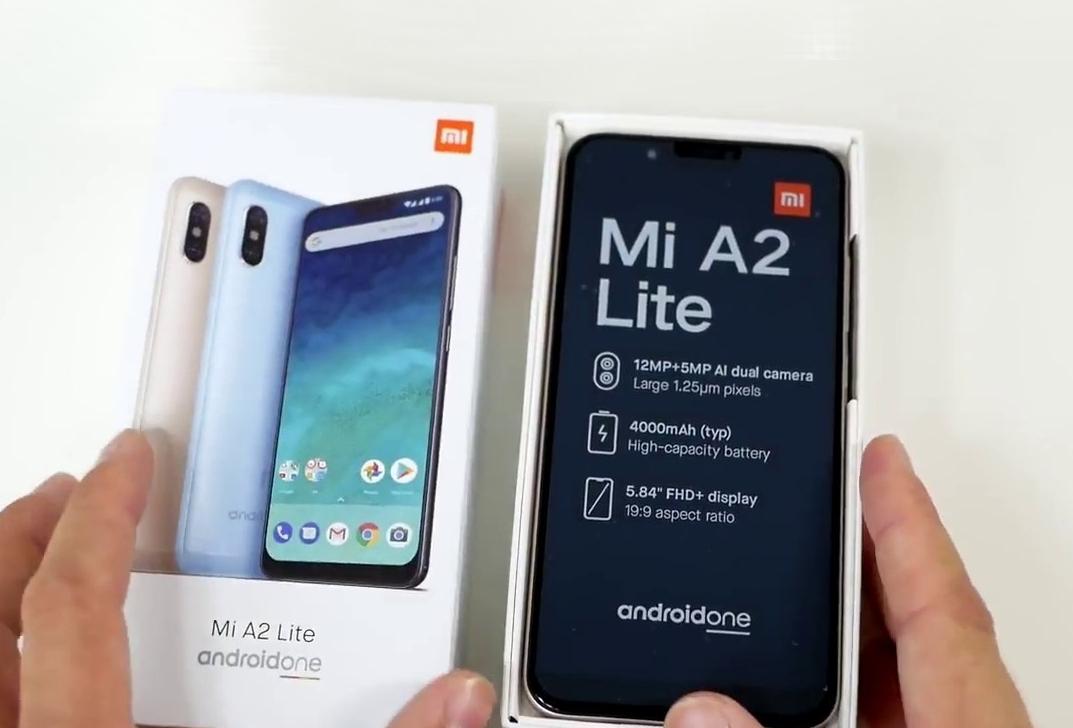 mi
Mi A2 Lite
androidone
mi
Mi A2
Lite
12MP+5MP AI dual camera
Large 1.25μm pixels
4000mAh (typ)
High-capacity battery
5.84" FHD+ display
19:9 aspect ratio
androidone